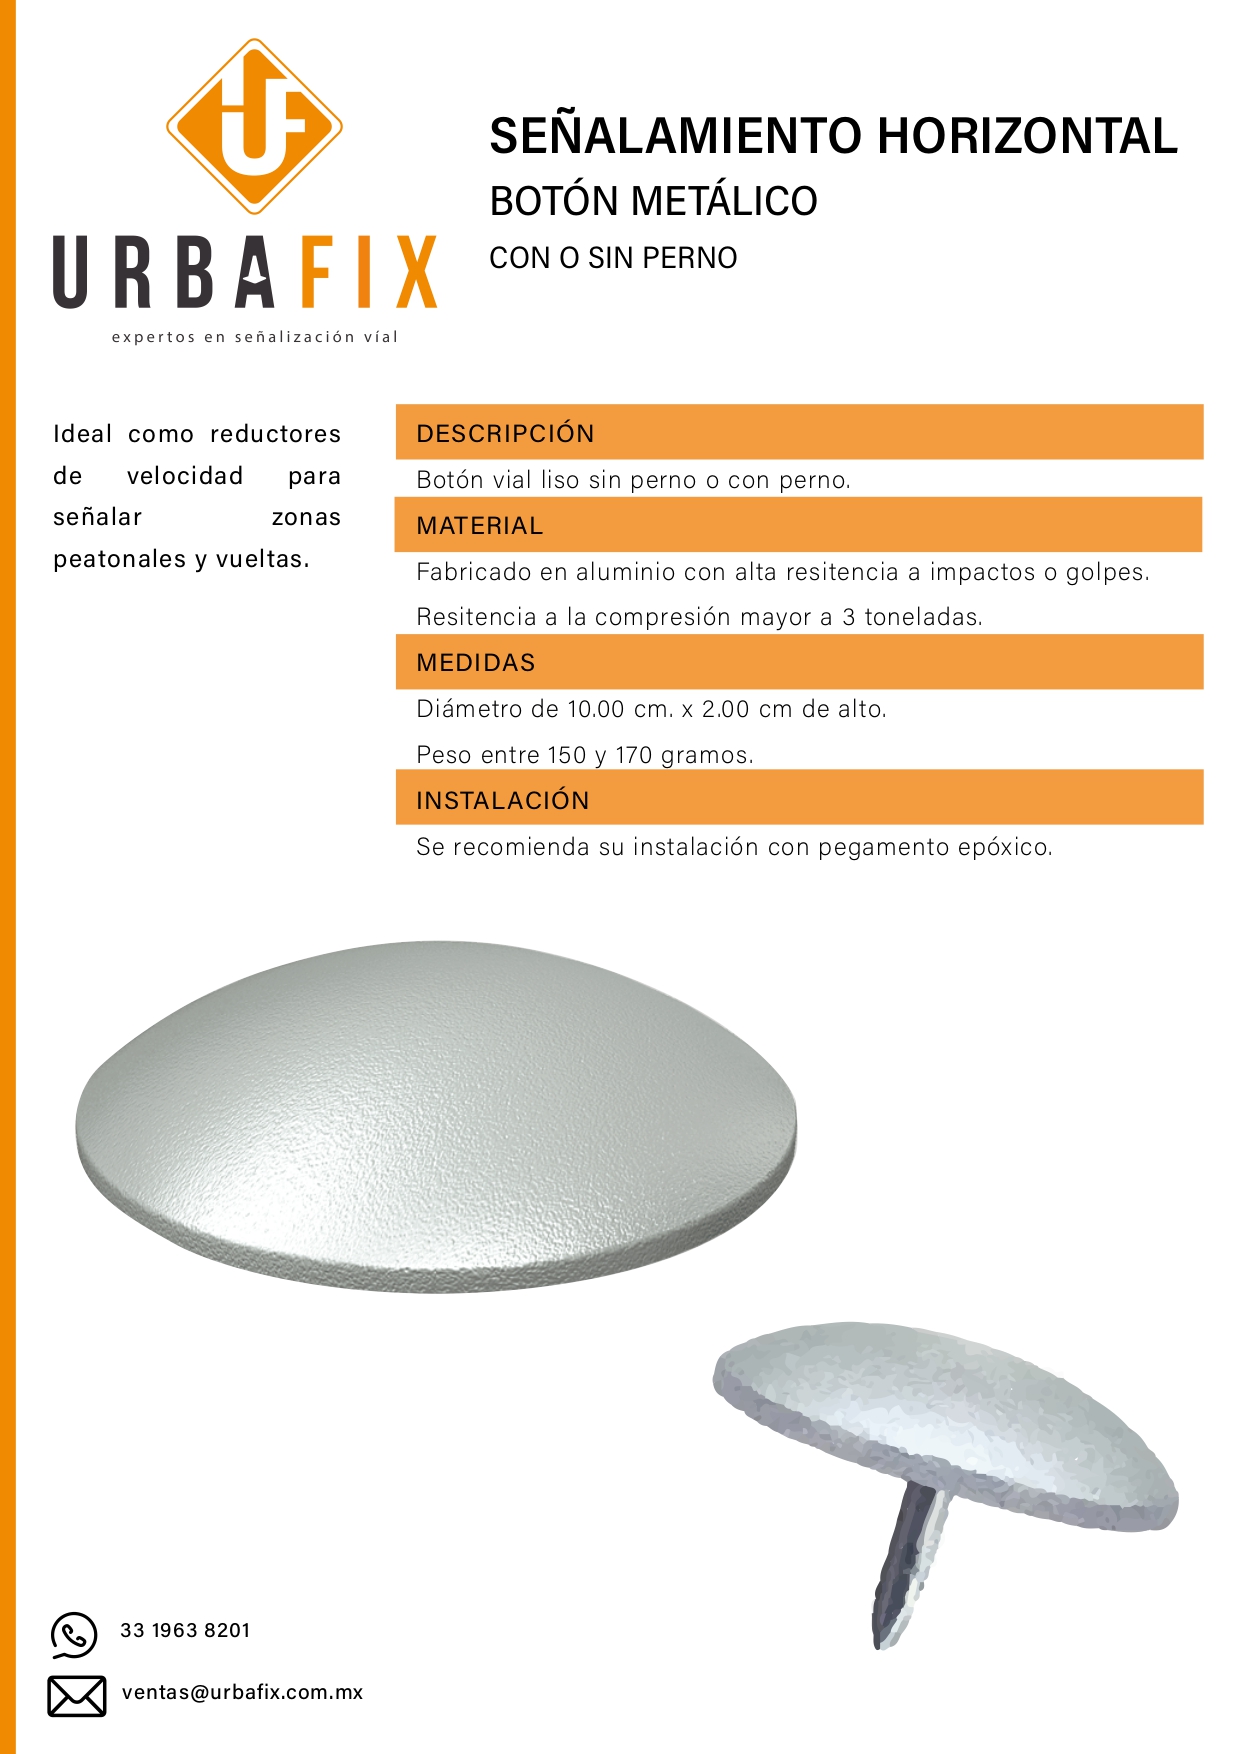 UF
URBAFIX
expertos en señalización víal
SEÑALAMIENTO HORIZONTAL
BOTÓN METÁLICO
CON O SIN PERNO
Ideal como reductores
de velocidad para
señalar zonas
peatonales y vueltas.
DESCRIPCIÓN
Botón vial liso sin perno o con perno.
MATERIAL
Fabricado en aluminio con alta resitencia a impactos o golpes.
Resitencia a la compresión mayor a 3 toneladas.
MEDIDAS
Diámetro de 10.00 cm. x 2.00 cm de alto.
Peso entre 150 y 170 gramos.
INSTALACIÓN
Se recomienda su instalación con pegamento epóxico.
33 1963 8201
ventas@urbafix.com.mx